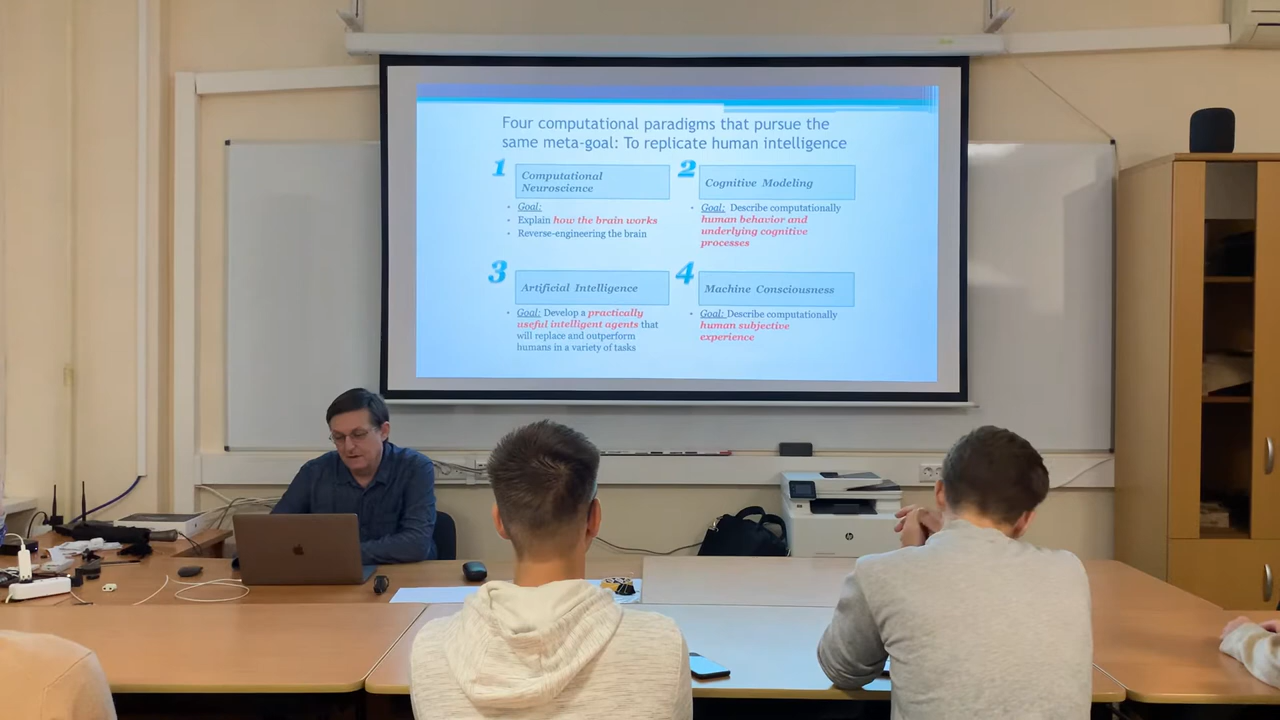 Four computational paradigms that pursue the
same meta-goal: To replicate human intelligence
1
Computational
Neuroscience
Goal:
Explain how the brain works
Reverse-engineering the brain
2
Cognitive Modeling
Goal: Describe computationally
human behavior and
underlying cognitive
processes
3
Artificial Intelligence
Goal: Develop a practically
useful intelligent agents that
will replace and outperform
humans in a variety of tasks
4
Machine Consciousness
Goal: Describe computationally
human subjective
experience
hp